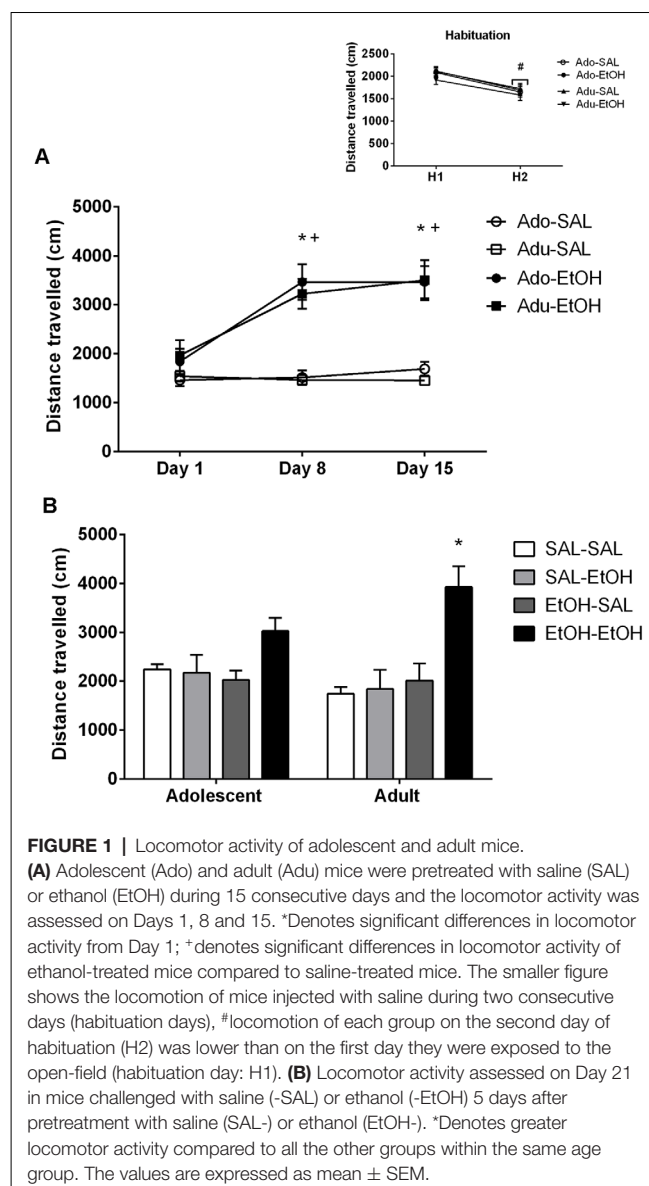 Habituation
Distance travelled (cm)
2500
2000
1500
1000
500
0
H1
H2
#
Ado-SAL
Ado-EtOH
Adu-SAL
Adu-EtOH
A
Distance travelled (cm)
5000
4000
3000
2000
1000
0
* +
* +
Day 1
Day 8
Day 15
Ado-SAL
Adu-SAL
Ado-EtOH
Adu-EtOH
B
Distance travelled (cm)
5000
4000
3000
2000
1000
0
*
Adolescent
Adult
SAL-SAL
SAL-EtOH
EtOH-SAL
EtOH-EtOH
FIGURE 1 | Locomotor activity of adolescent and adult mice.
(A) Adolescent (Ado) and adult (Adu) mice were pretreated with saline (SAL)
or ethanol (EtOH) during 15 consecutive days and the locomotor activity was
assessed on Days 1, 8 and 15. *Denotes significant differences in locomotor
activity from Day 1; +denotes significant differences in locomotor activity of
ethanol-treated mice compared to saline-treated mice. The smaller figure
shows the locomotion of mice injected with saline during two consecutive
days (habituation days), #locomotion of each group on the second day of
habituation (H2) was lower than on the first day they were exposed to the
open-field (habituation day: H1). (B) Locomotor activity assessed on Day 21
in mice challenged with saline (-SAL) or ethanol (-EtOH) 5 days after
pretreatment with saline (SAL-) or ethanol (EtOH-). *Denotes greater
locomotor activity compared to all the other groups within the same age
group. The values are expressed as mean ± SEM.